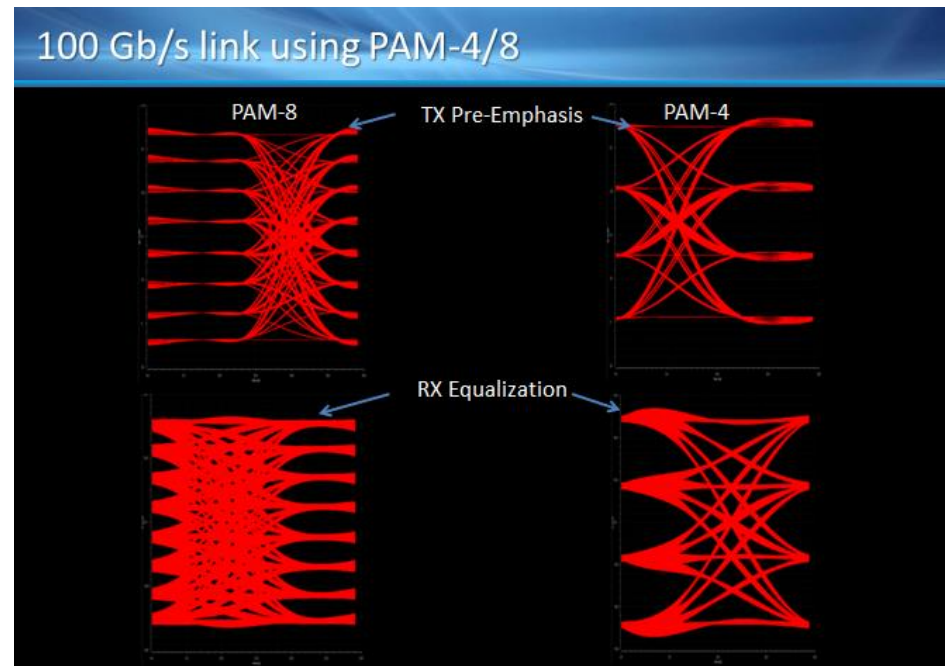 100 Gb/s link using PAM-4/8
PAM-8
TX Pre-Emphasis
PAM-4
RX Equalization